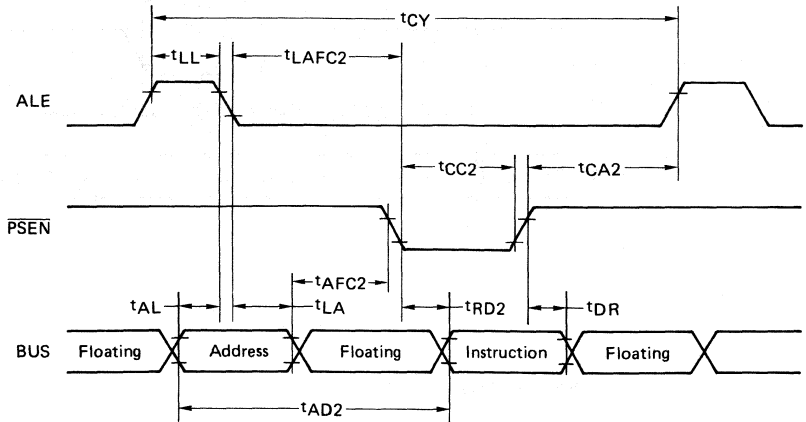 tCY
tLL
tLAFC2
ALE
tCC2
tCA2
PSEN
tAFC2
tAL
tLA
tRD2
tDR
BUS
Floating
Address
Floating
Instruction
Floating
tAD2